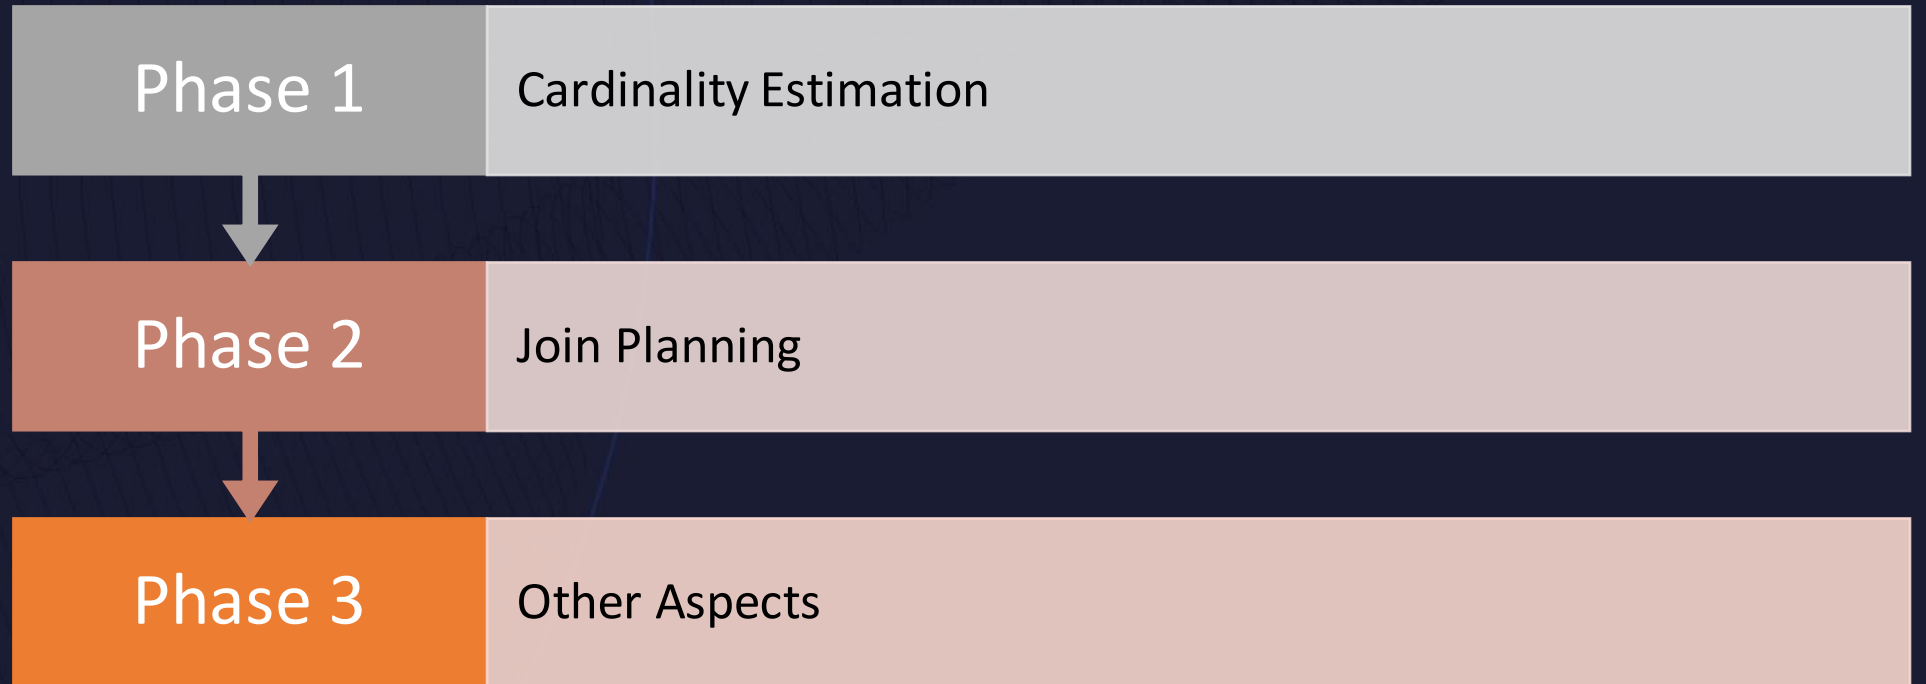 Phase 1
Cardinality Estimation
Phase 2
Join Planning
Phase 3
Other Aspects